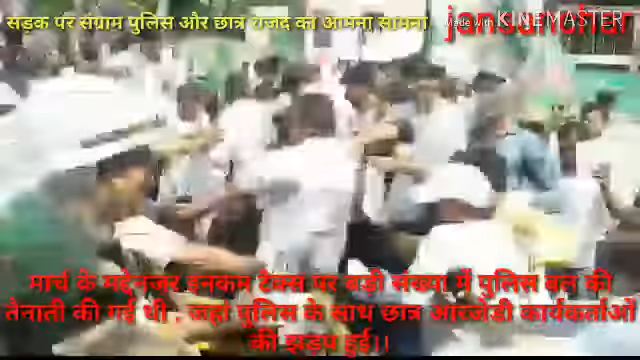 सड़क पर संग्राम पुलिस और छात्र राजद का आमना सामना
Made with KINEMASTER
jansanchar
मार्च के मद्देनजर इनकम टैक्स पर बड़ी संख्या में पुलिस बल की
तैनाती की गई थी , जहां पुलिस के साथ छात्र आरजेडी कार्यकर्ताओं
की झड़प हुई।।